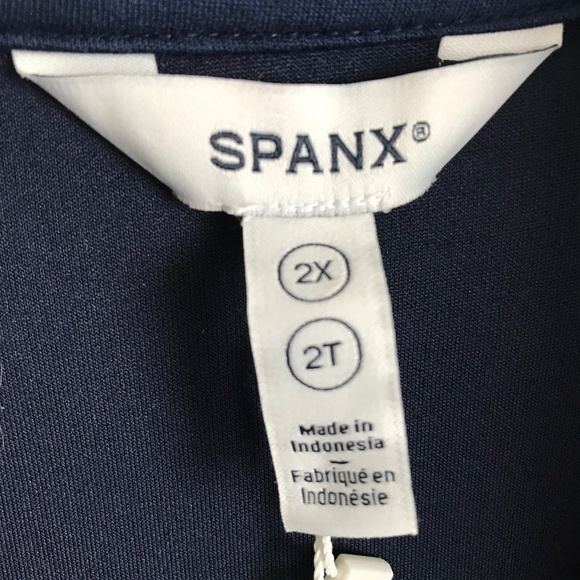 SPANX®
2X
2T
Made in
Indonesia
Fabriqué en
Indonésie